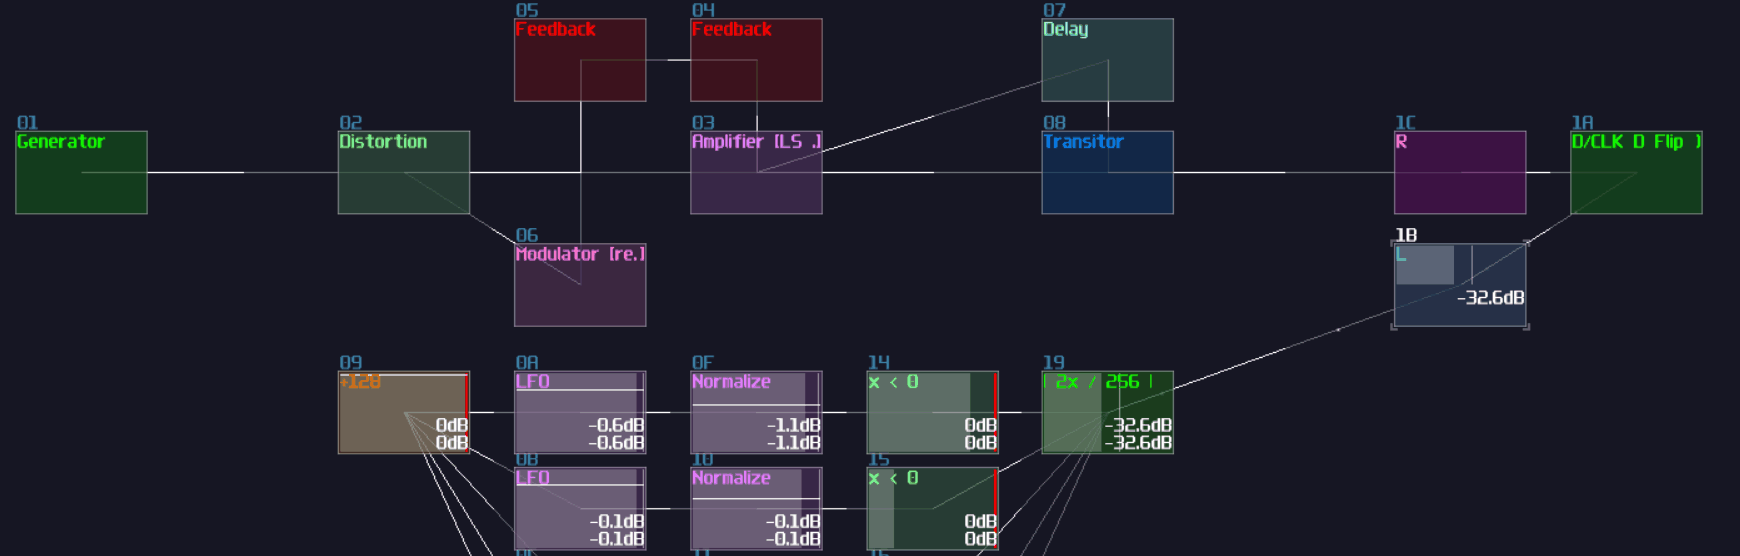 05 04 07
Feedback Feedback Delay
01 02 03 08 1C 1A
Generator Distortion Amplifier [LS .] Transitor R D/CLK D Flip )
06 1B
Modulator [re.] L
-32.6dB
09 0A 0F 14 19
+128 LFO Normalize x < 0 | 2x / 256 |
0dB -0.6dB -1.1dB 0dB -32.6dB
0dB -0.6dB -1.1dB 0dB -32.6dB
0B 10 15
LFO Normalize x < 0
-0.1dB -0.1dB 0dB
-0.1dB -0.1dB 0dB